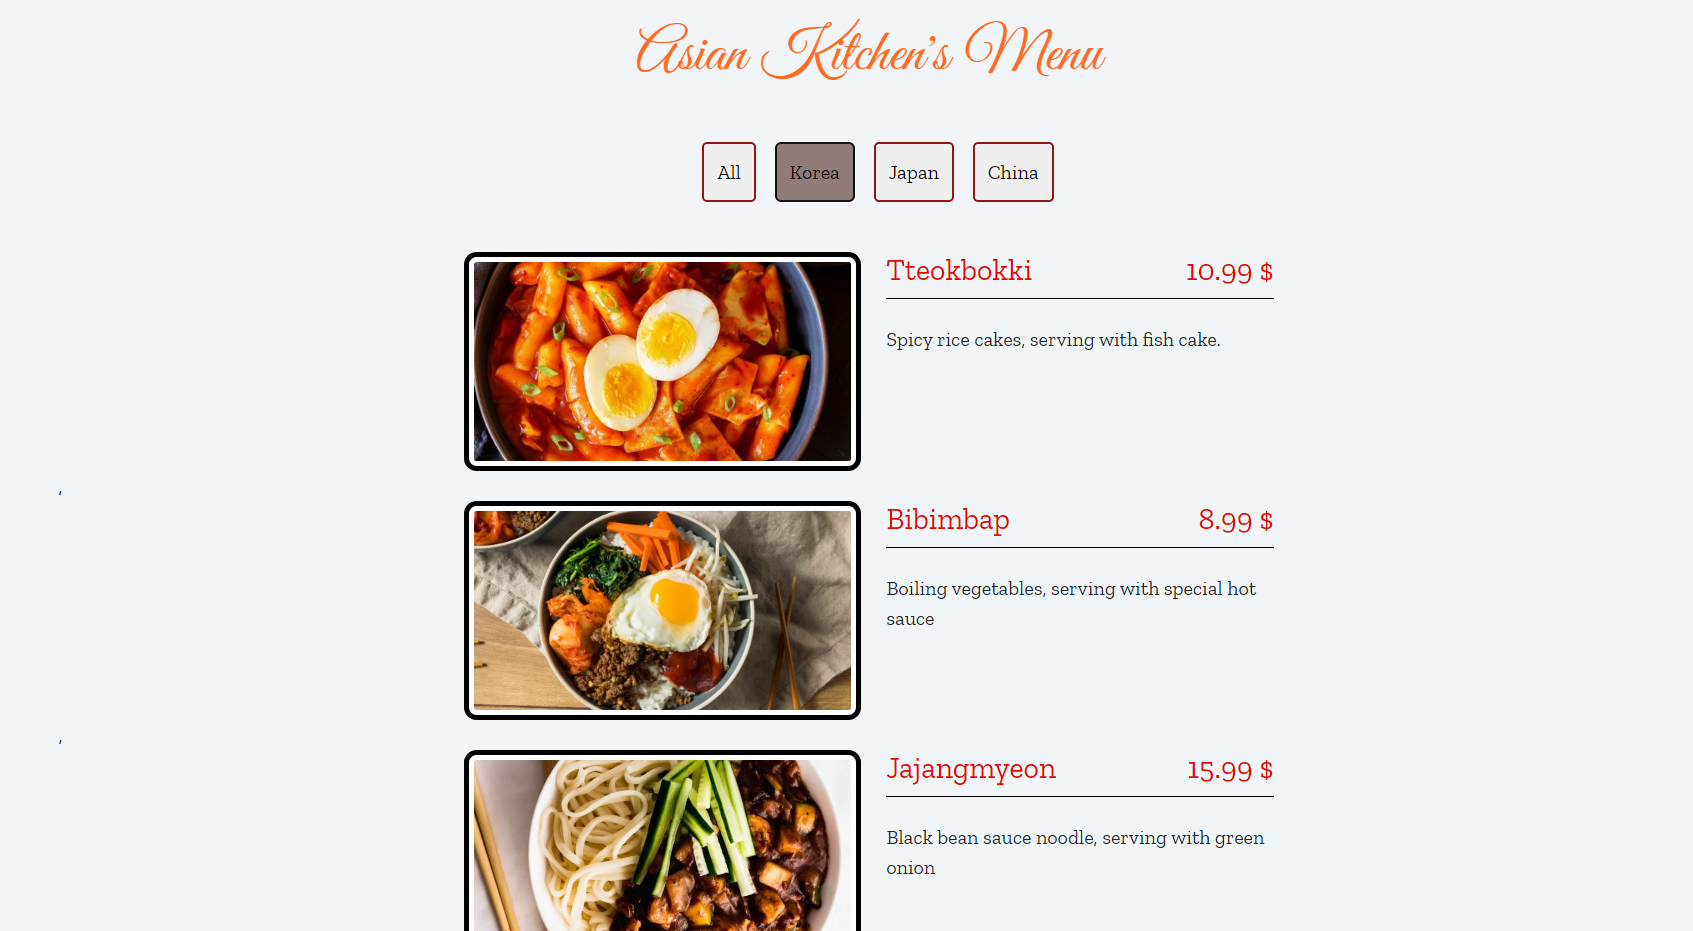 Asian Kitchen's Menu
All
Korea
Japan
China
Tteokbokki
10.99 $
Spicy rice cakes, serving with fish cake.
,
Bibimbap
8.99 $
Boiling vegetables, serving with special hot
sauce
,
Jajangmyeon
15.99 $
Black bean sauce noodle, serving with green
onion